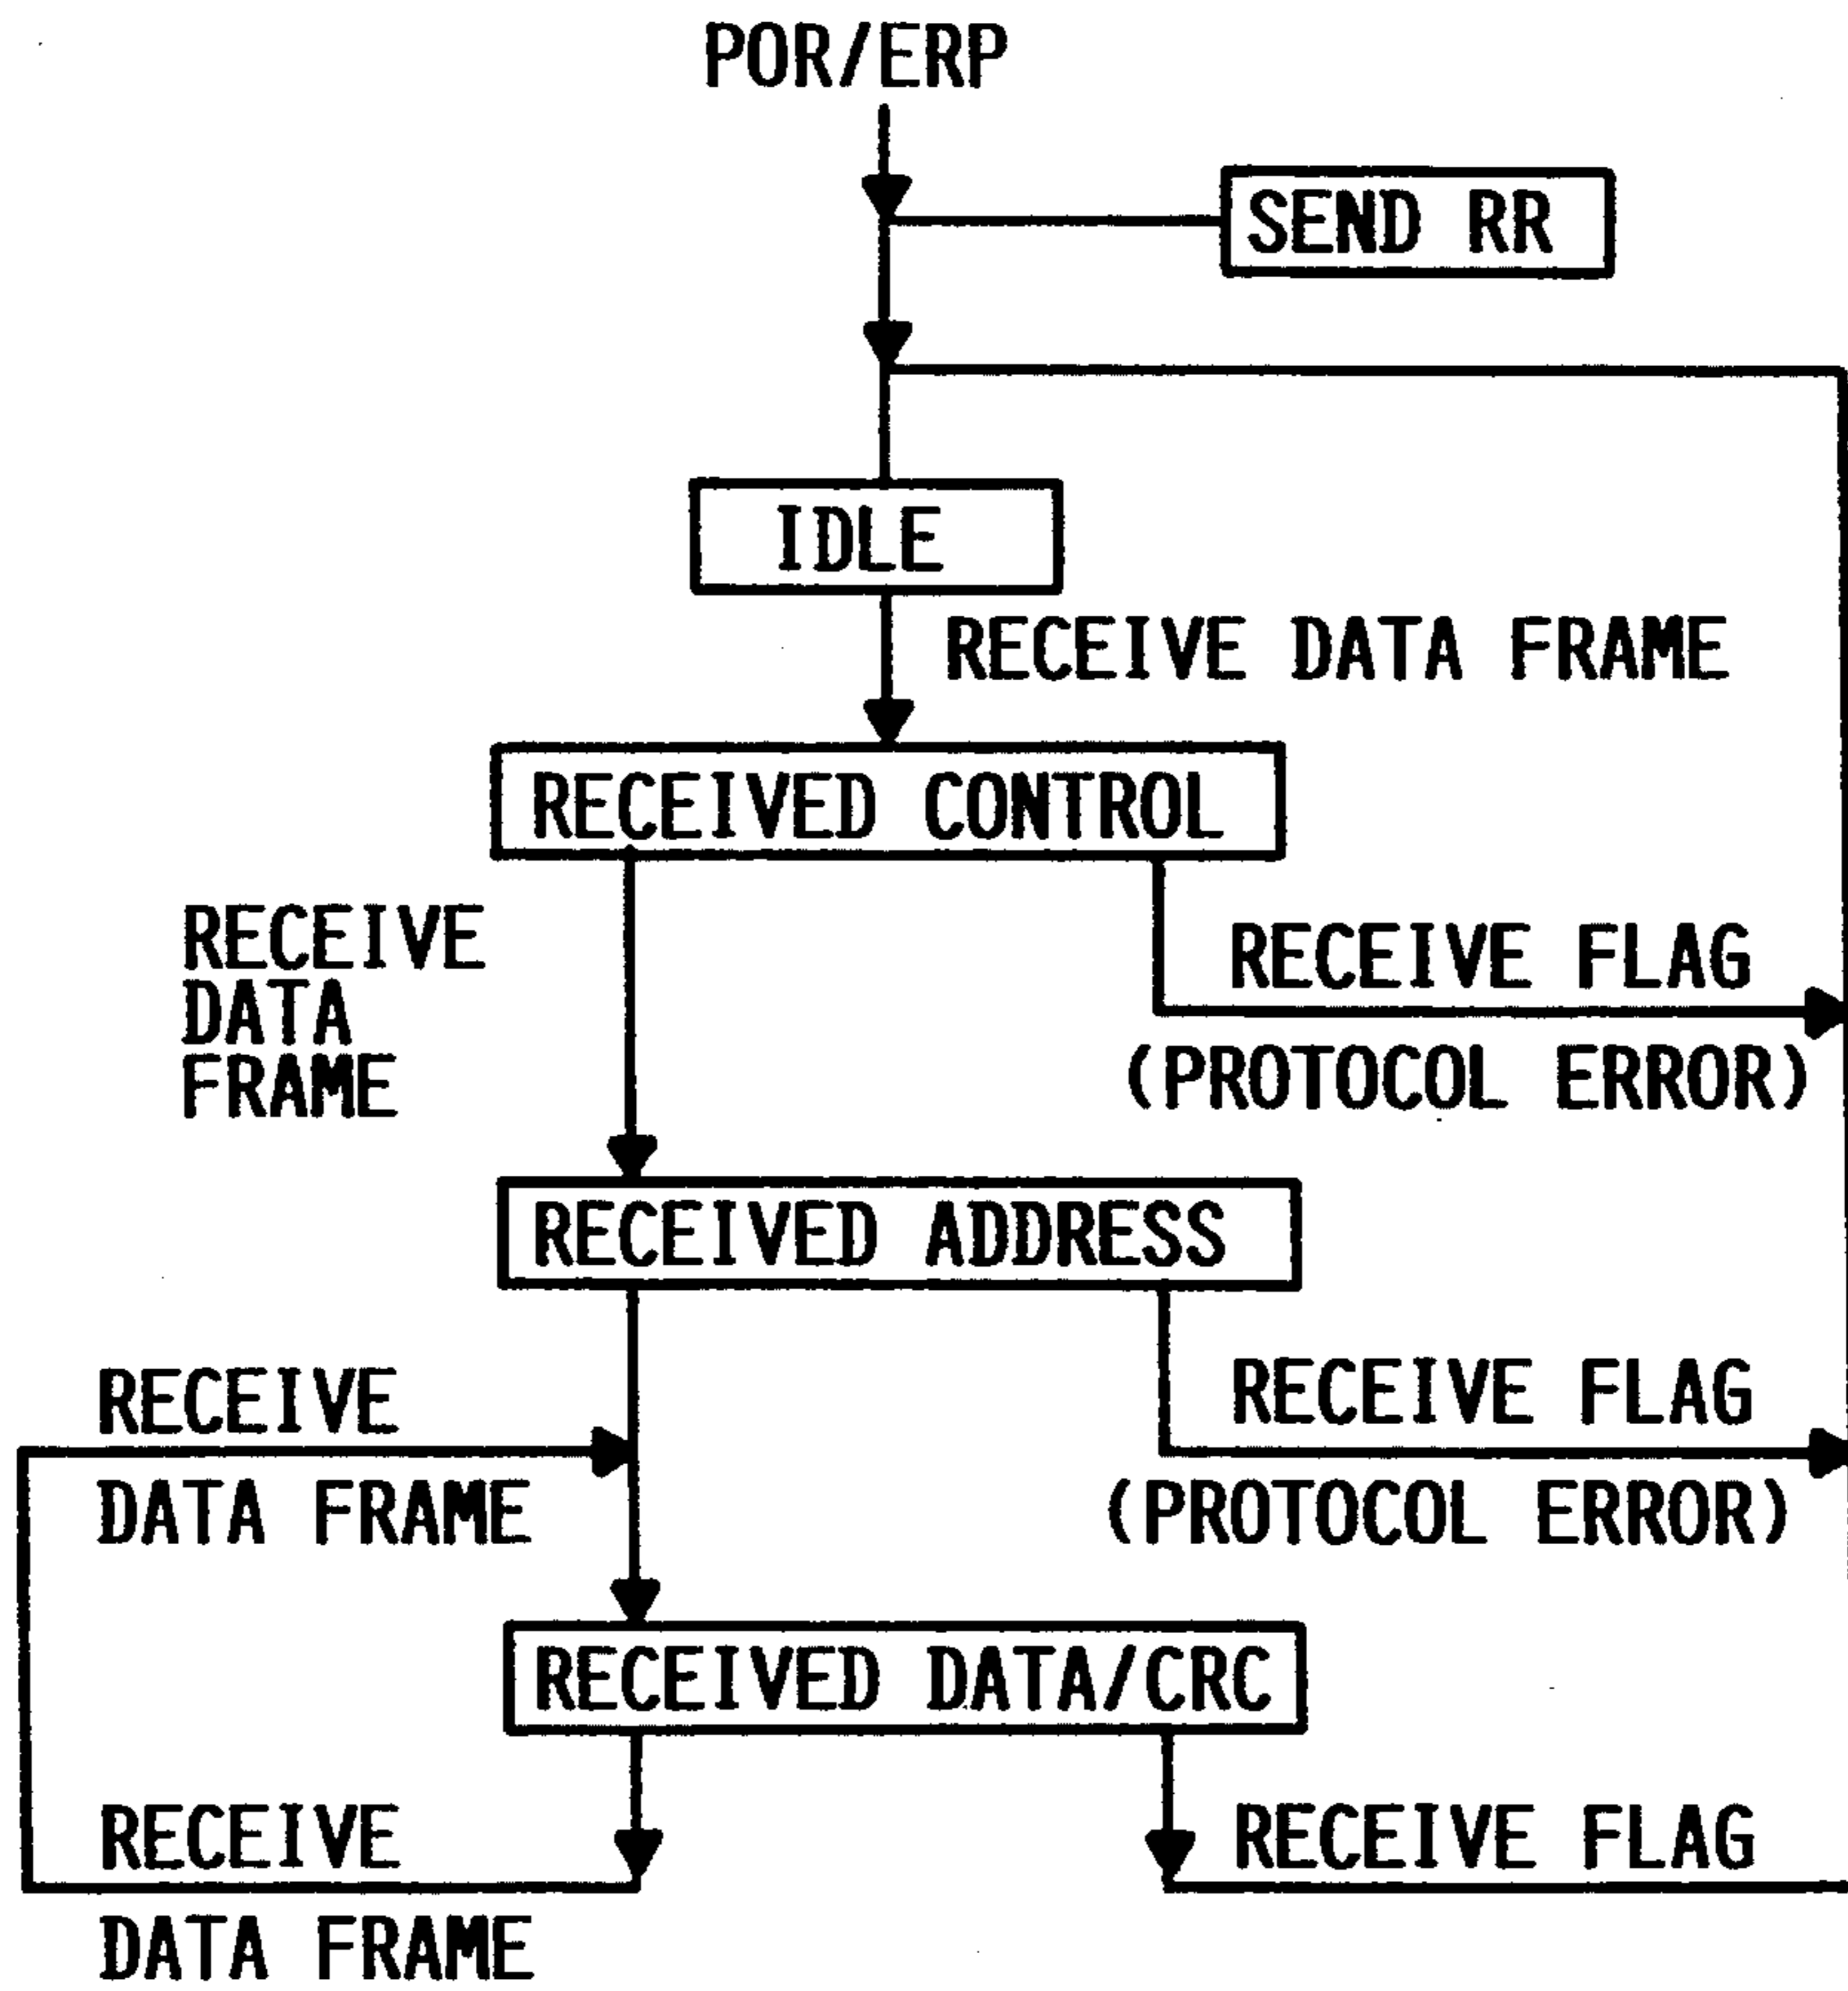 POR/ERP
SEND RR
IDLE
RECEIVE DATA FRAME
RECEIVED CONTROL
RECEIVE
DATA
FRAME
RECEIVE FLAG
(PROTOCOL ERROR)
RECEIVED ADDRESS
RECEIVE
DATA FRAME
RECEIVE FLAG
(PROTOCOL ERROR)
RECEIVED DATA/CRC
RECEIVE
DATA FRAME
RECEIVE FLAG